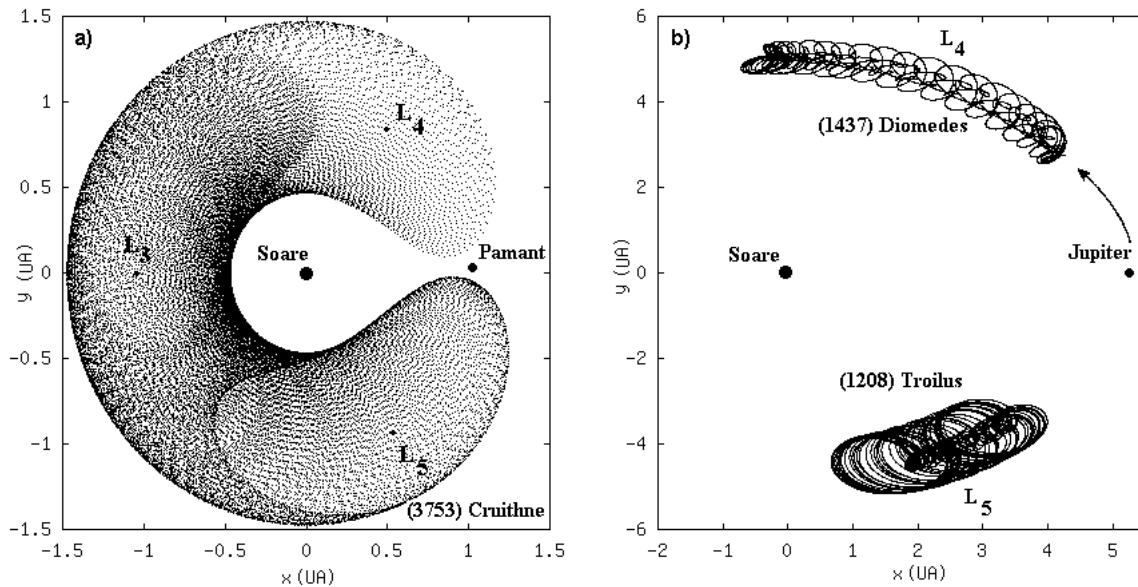 a)
1.5
1
0.5
0
-0.5
-1
-1.5
y (UA)
L4
L3
Soare
Pamant
L5
(3753) Cruithne
-1.5 -1 -0.5 0 0.5 1 1.5
x (UA)
b)
6
4
2
0
-2
-4
-6
y (UA)
L4
(1437) Diomedes
Soare
Jupiter
(1208) Troilus
L5
-2 -1 0 1 2 3 4 5
x (UA)